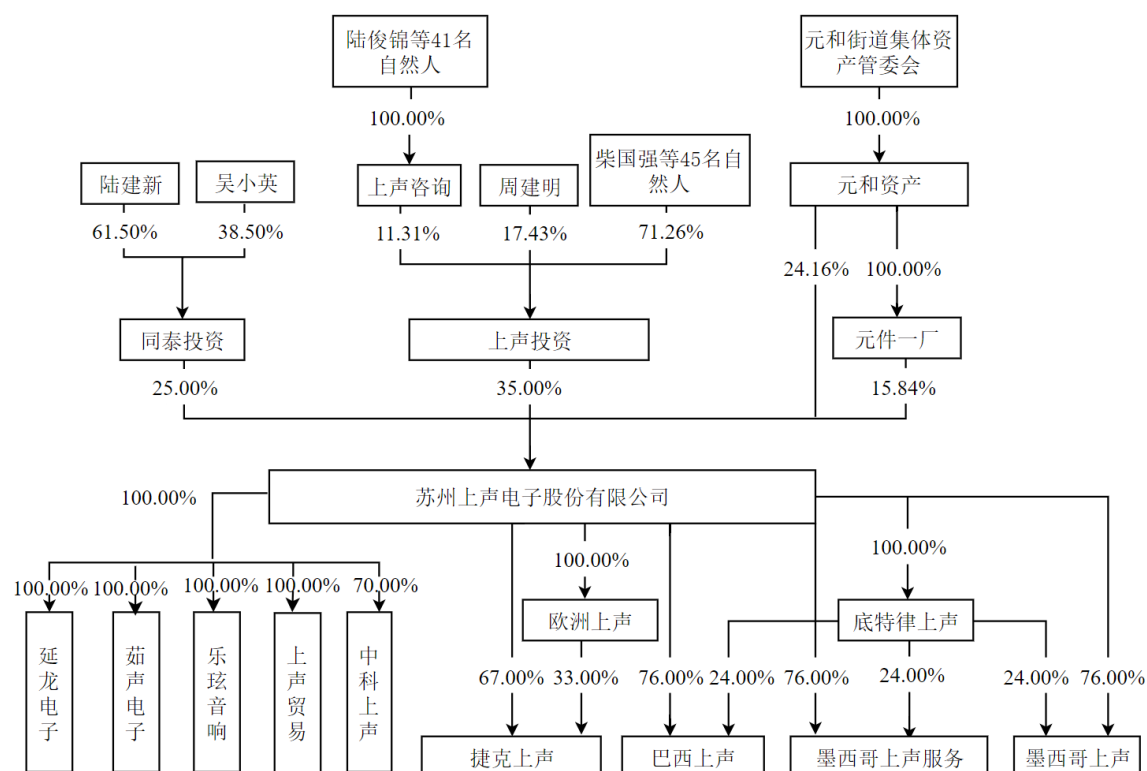 陆俊锦等41名
自然人
元和街道集体资
产管委会
100.00%
100.00%
陆建新
吴小英
上声咨询
周建明
柴国强等45名自
然人
元和资产
61.50%
38.50%
11.31%
17.43%
71.26%
24.16%
100.00%
同泰投资
上声投资
元件一厂
25.00%
35.00%
15.84%
苏州上声电子股份有限公司
100.00%
100.00%
100.00%
100.00%
100.00%
100.00%
100.00%
70.00%
欧洲上声
底特律上声
延龙电子
茹声电子
乐玹音响
上声贸易
中科上声
67.00%
33.00%
76.00%
24.00%
76.00%
24.00%
24.00%
76.00%
捷克上声
巴西上声
墨西哥上声服务
墨西哥上声